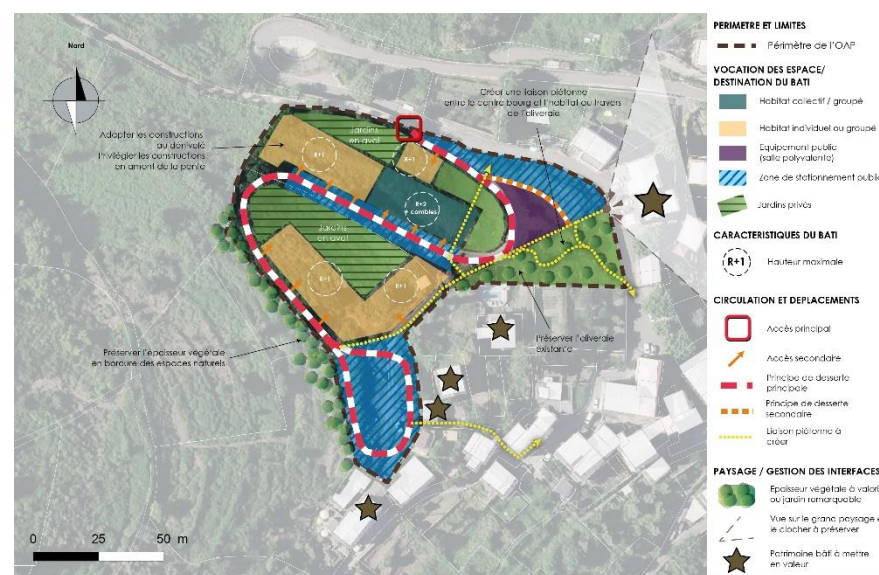 Nord
Créer une liaison piétonne
entre le centre bourg et l'habitat au travers
de l'oliveraie
Adapter les constructions
au dénivelé
Privilégier les constructions
en amont de la pente
Jardins
en aval
R+1
R+1
R+2
+ combles
Jardins
en aval
R+1
R+1
Préserver l'oliveraie
existante
Préserver l'épaisseur végétale
en bordure des espaces naturels
0 25 50 m
PERIMETRE ET LIMITES
Périmètre de l'OAP
VOCATION DES ESPACE/
DESTINATION DU BATI
Habitat collectif / groupé
Habitat individuel ou groupé
Equipement public
(salle polyvalente)
Zone de stationnement publi
Jardins privés
CARACTERISTIQUES DU BATI
R+1
Hauteur maximale
CIRCULATION ET DEPLACEMENTS
Accès principal
Accès secondaire
Principe de desserte
principale
Principe de desserte
secondaire
Liaison piétonne à
créer
PAYSAGE / GESTION DES INTERFACES
Epaisseur végétale à valori
ou jardin remarquable
Vue sur le grand paysage e
le clocher à préserver
Patrimoine bâti à mettre
en valeur